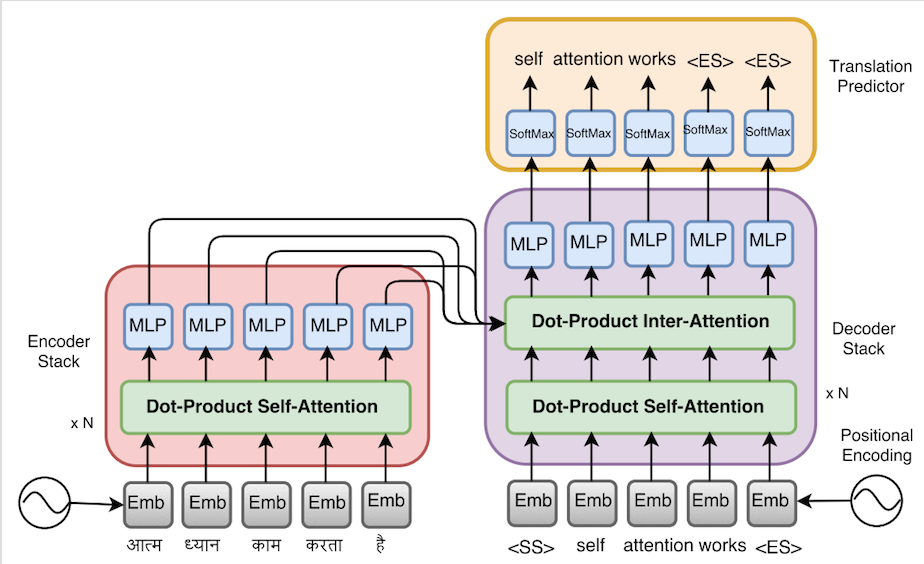 self attention works <ES> <ES>
Translation
Predictor
SoftMax SoftMax SoftMax SoftMax SoftMax
MLP MLP MLP MLP MLP
MLP MLP MLP MLP MLP
Dot-Product Inter-Attention
Encoder
Stack
Decoder
Stack
Dot-Product Self-Attention
Dot-Product Self-Attention
x N
x N
Positional
Encoding
Emb Emb Emb Emb Emb
Emb Emb Emb Emb Emb
आत्म ध्यान काम करता है
<SS> self attention works <ES>